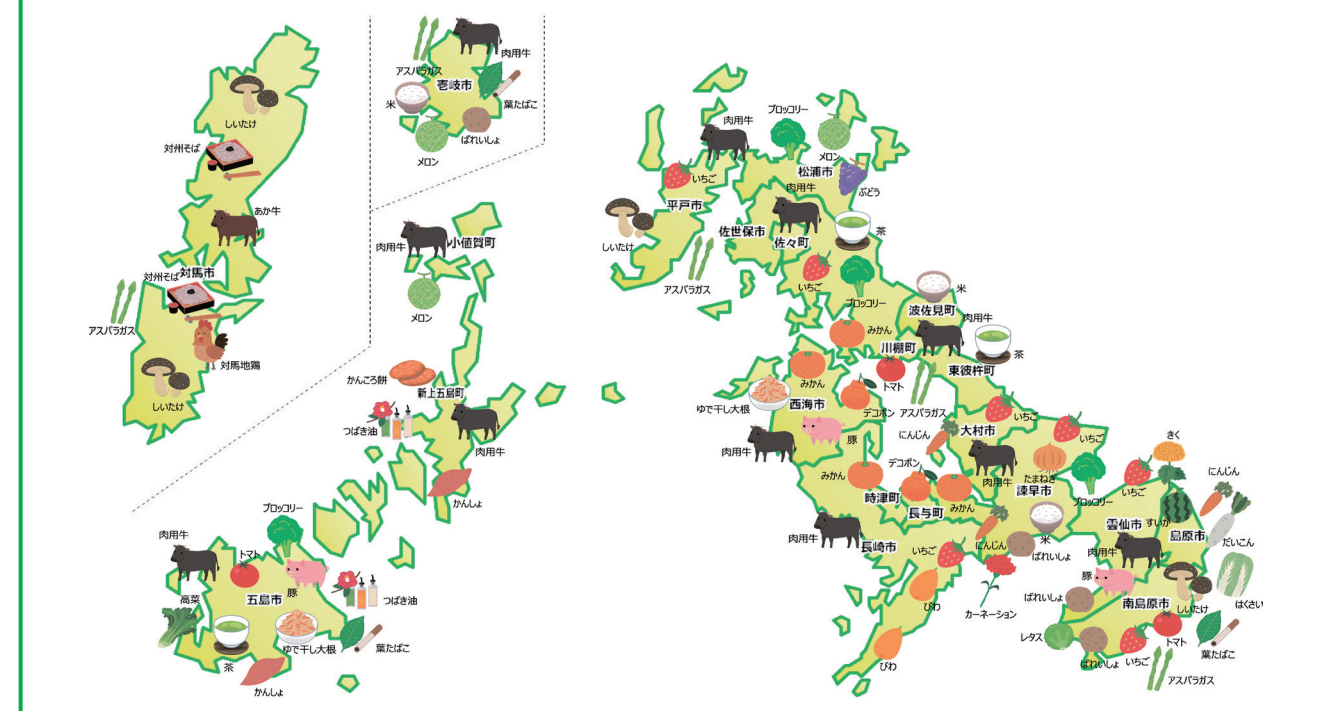 しいたけ
対州そば
あか牛
対州そば
対馬市
アスパラガス
対馬地鶏
しいたけ
肉用牛
アスパラガス
壱岐市
米
葉たばこ
ばれいしょ
メロン
肉用牛
小値賀町
メロン
かんころ餅
新上五島町
つばき油
肉用牛
かんしょ
ブロッコリー
肉用牛
トマト
豚
高菜
五島市
つばき油
茶
ゆで干し大根
葉たばこ
かんしょ
肉用牛
ブロッコリー
メロン
松浦市
いちご
肉用牛
ぶどう
平戸市
しいたけ
佐世保市
佐々町
茶
アスパラガス
いちご
ブロッコリー
米
波佐見町
肉用牛
みかん
川棚町
茶
東彼杵町
みかん
トマト
ゆで干し大根
西海市
デコポン
アスパラガス
いちご
大村市
いちご
にんじん
豚
肉用牛
きく
デコポン
たまねぎ
にんじん
みかん
肉用牛
諫早市
ブロッコリー
いちご
時津町
長与町
みかん
雲仙市
すいか
島原市
だいこん
肉用牛
長崎市
いちご
にんじん
米
ばれいしょ
肉用牛
豚
びわ
カーネーション
ばれいしょ
南島原市
しいたけ
はくさい
レタス
ばれいしょ
いちご
トマト
葉たばこ
びわ
アスパラガス